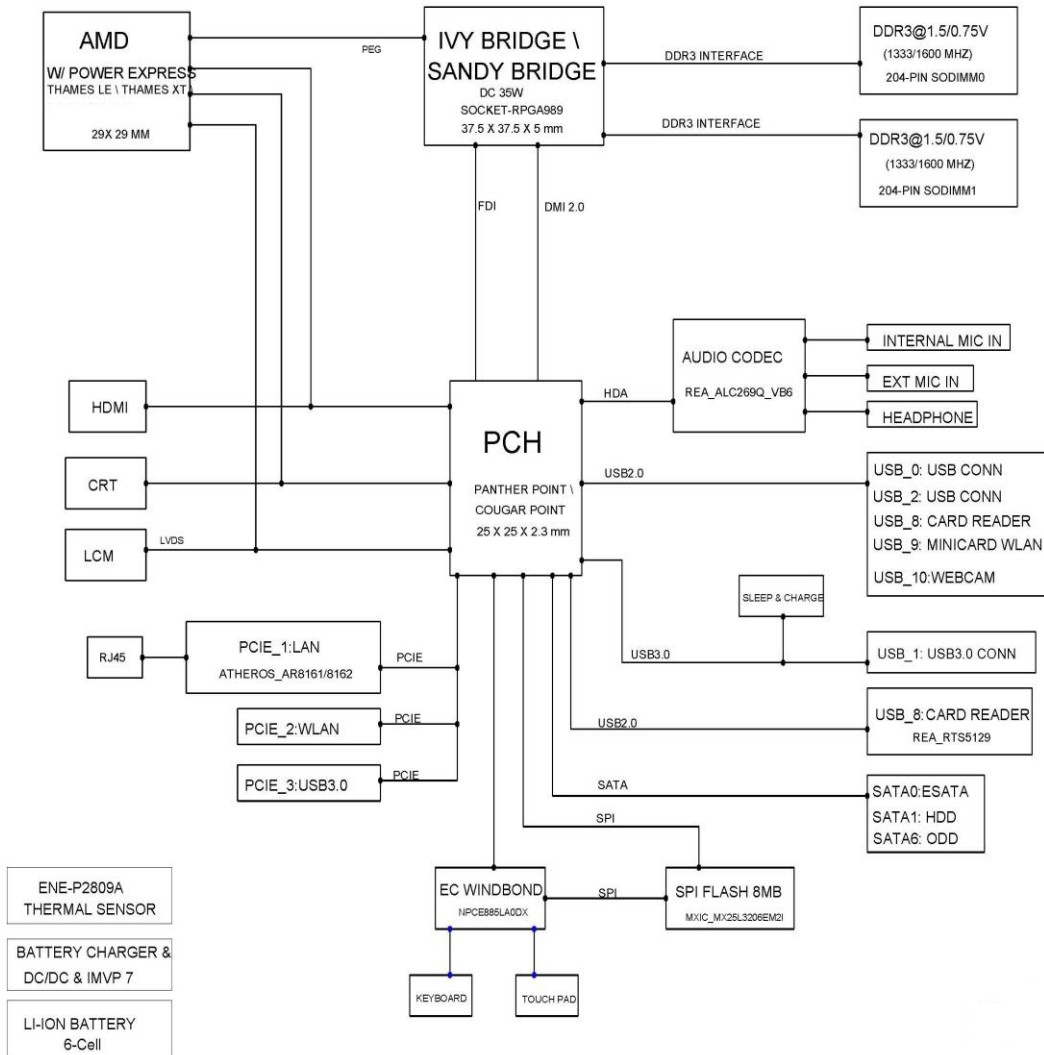 AMD
W/ POWER EXPRESS
THAMES LE \ THAMES XT \
29X 29 MM
PEG
IVY BRIDGE \
SANDY BRIDGE
DC 35W
SOCKET-RPGA989
37.5 X 37.5 X 5 mm
DDR3 INTERFACE
DDR3@1.5/0.75V
(1333/1600 MHZ)
204-PIN SODIMM0
DDR3 INTERFACE
DDR3@1.5/0.75V
(1333/1600 MHZ)
204-PIN SODIMM1
FDI
DMI 2.0
HDMI
CRT
LCM
LVDS
PCH
PANTHER POINT \
COUGAR POINT
25 X 25 X 2.3 mm
HDA
AUDIO CODEC
REA_ALC269Q_VB6
INTERNAL MIC IN
EXT MIC IN
HEADPHONE
USB2.0
USB_0: USB CONN
USB_2: USB CONN
USB_8: CARD READER
USB_9: MINICARD WLAN
USB_10:WEBCAM
SLEEP & CHARGE
USB3.0
USB_1: USB3.0 CONN
RJ45
PCIE_1:LAN
ATHEROS_AR8161/8162
PCIE
PCIE_2:WLAN
PCIE
PCIE_3:USB3.0
PCIE
USB2.0
USB_8:CARD READER
REA_RTS5129
SATA
SATA0:ESATA
SATA1: HDD
SATA6: ODD
SPI
EC WINDBOND
NPCE885LA0DX
SPI
SPI FLASH 8MB
MXIC_MX25L3206EM2I
KEYBOARD
TOUCH PAD
ENE-P2809A
THERMAL SENSOR
BATTERY CHARGER &
DC/DC & IMVP 7
LI-ION BATTERY
6-Cell